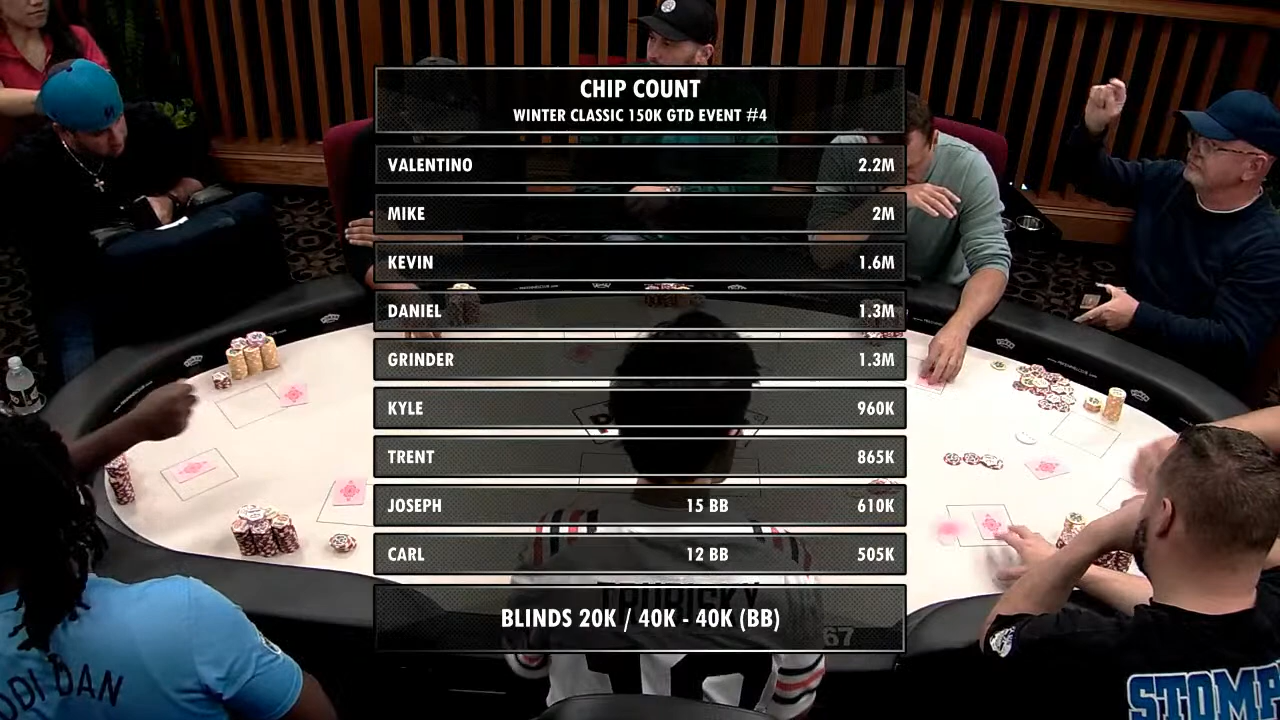 CHIP COUNT
WINTER CLASSIC 150K GTD EVENT #4
VALENTINO 2.2M
MIKE 2M
KEVIN 1.6M
DANIEL 1.3M
GRINDER 1.3M
KYLE 960K
TRENT 865K
JOSEPH 15 BB 610K
CARL 12 BB 505K
BLINDS 20K / 40K - 40K (BB)
TRUBISKY
67
DAN
STOMP